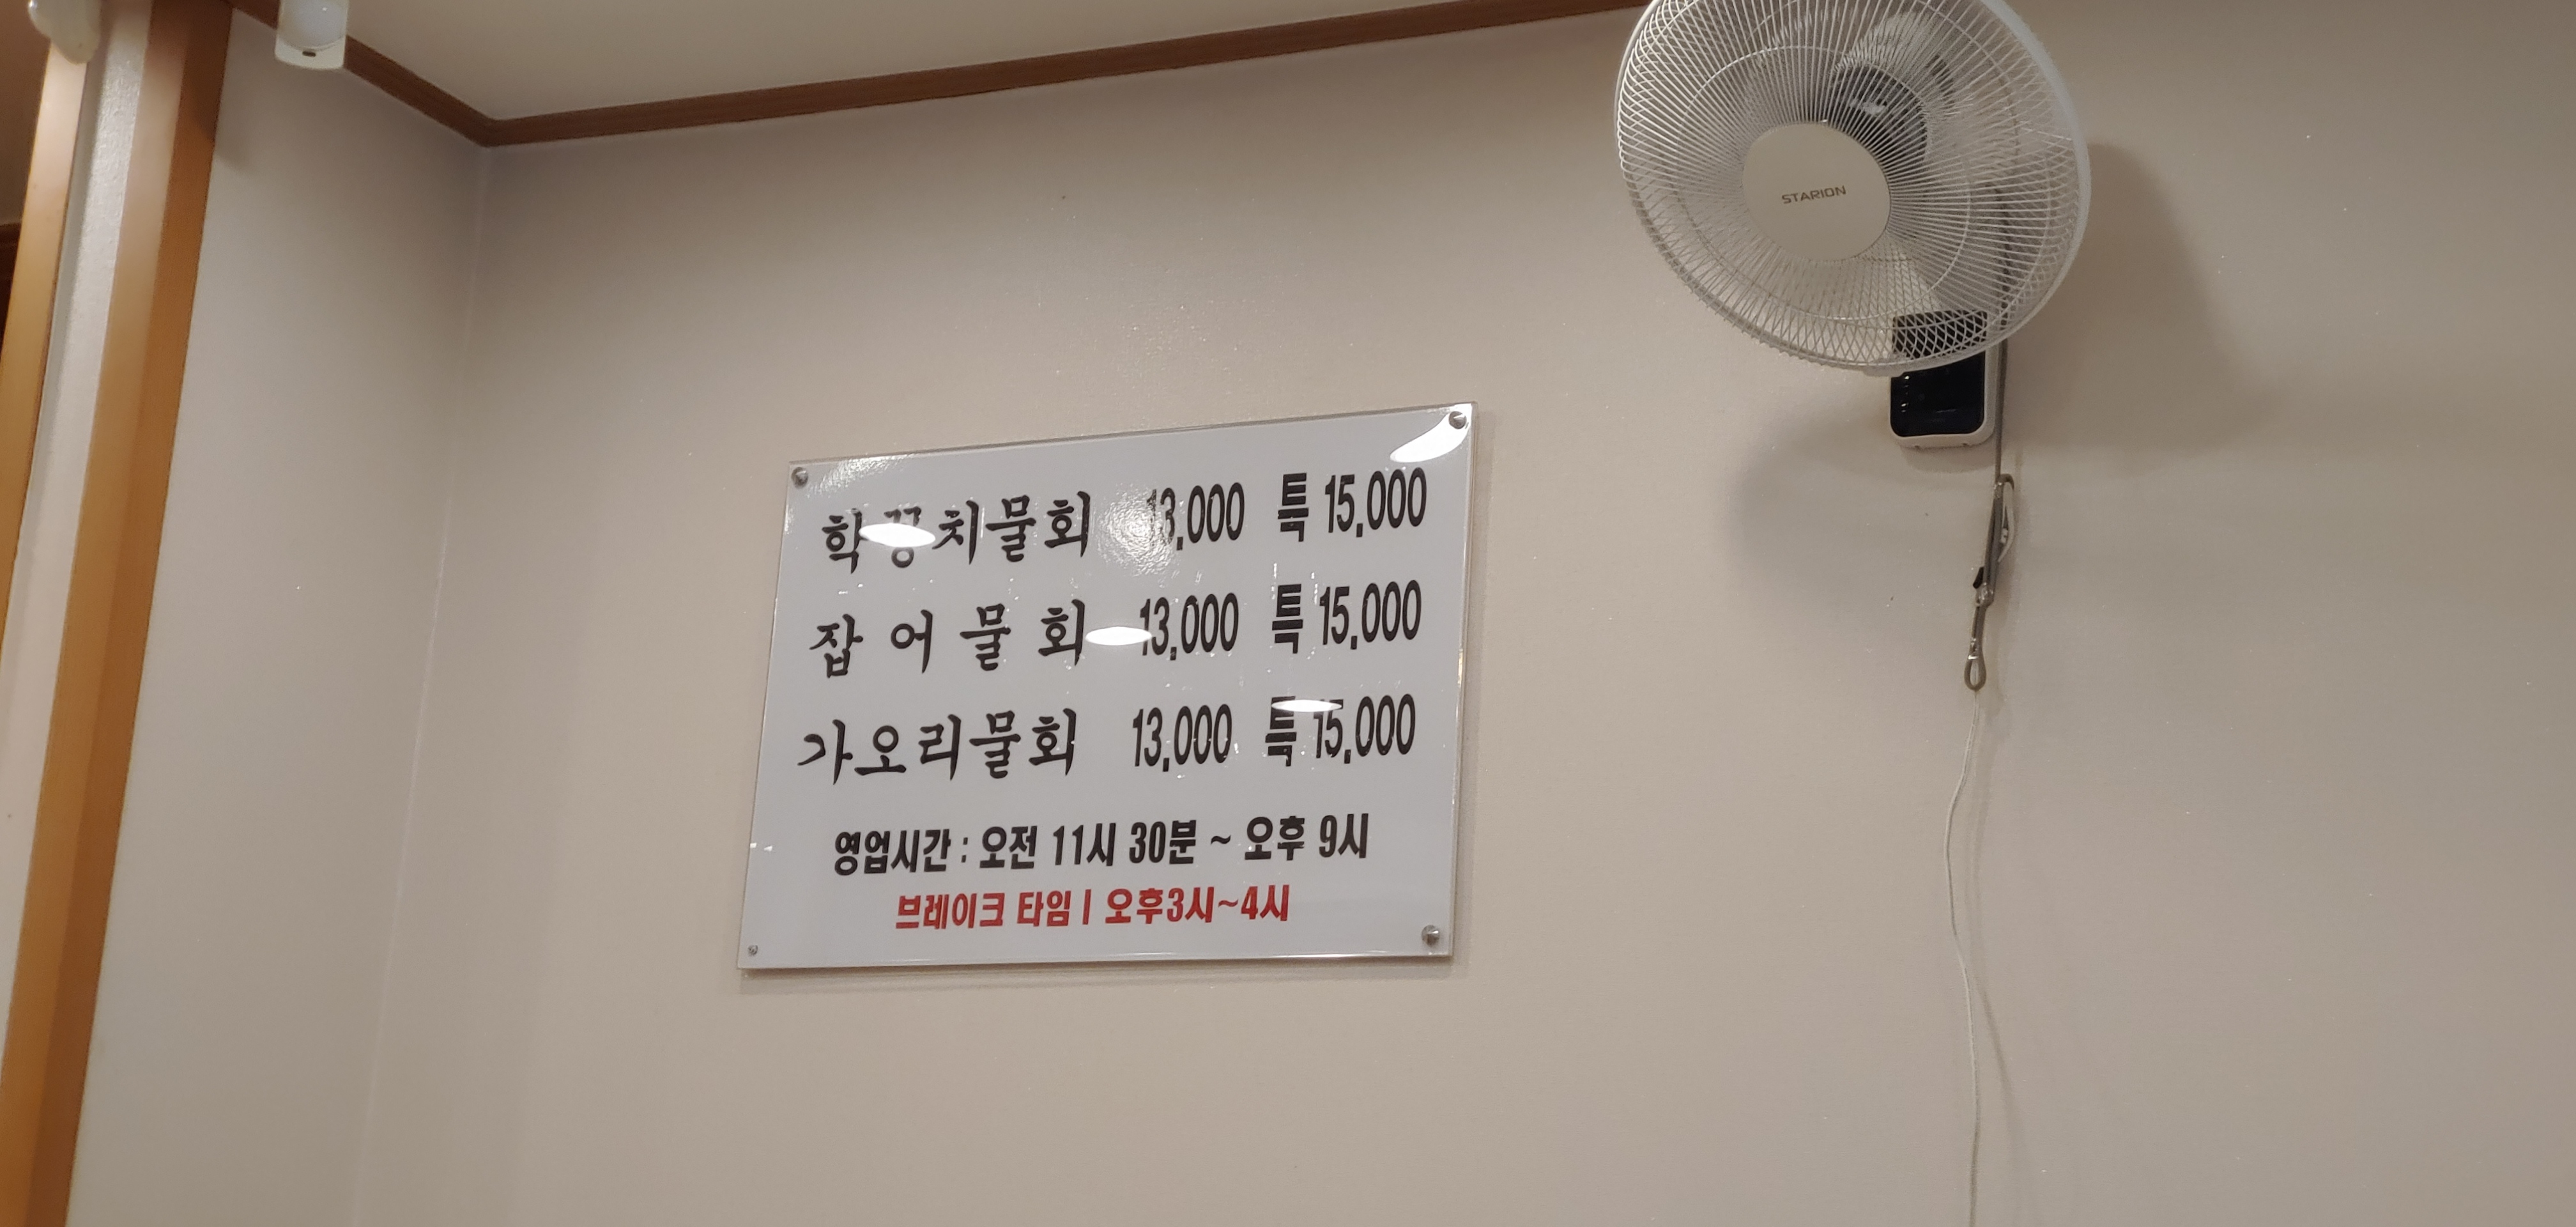 STARION
학꽁치물회 13,000 특 15,000
잡어물회 13,000 특 15,000
가오리물회 13,000 특 15,000
영업시간 : 오전 11시 30분 ~ 오후 9시
브레이크 타임 | 오후3시~4시